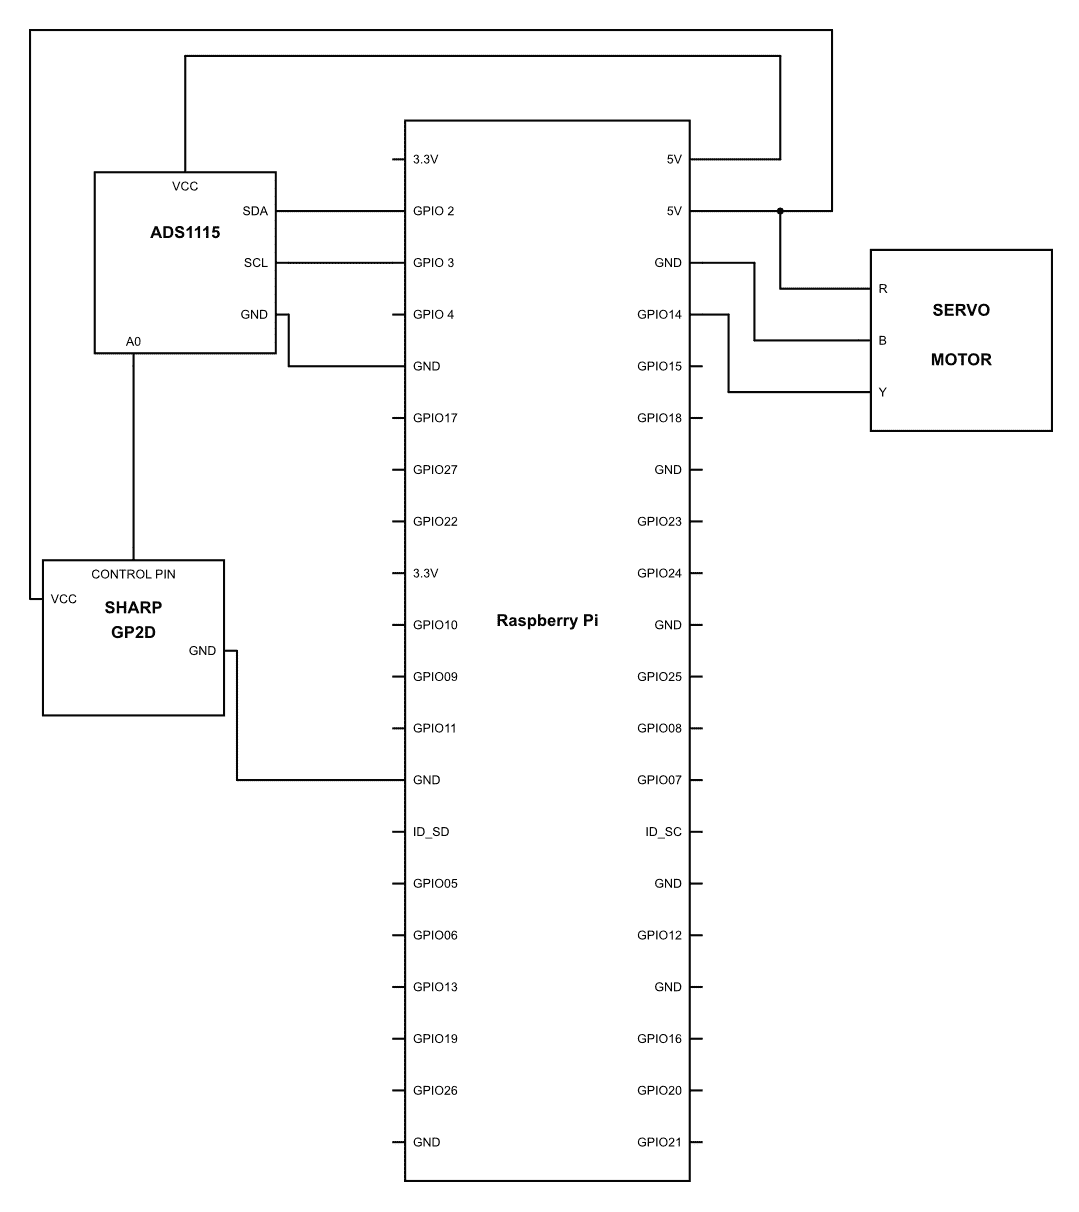 VCC
SDA
ADS1115
SCL
GND
A0
CONTROL PIN
VCC
SHARP
GP2D
GND
3.3V
GPIO 2
GPIO 3
GPIO 4
GND
GPIO17
GPIO27
GPIO22
3.3V
GPIO10
GPIO09
GPIO11
GND
ID_SD
GPIO05
GPIO06
GPIO13
GPIO19
GPIO26
GND
Raspberry Pi
5V
5V
GND
GPIO14
GPIO15
GPIO18
GND
GPIO23
GPIO24
GND
GPIO25
GPIO08
GPIO07
ID_SC
GND
GPIO12
GND
GPIO16
GPIO20
GPIO21
R
SERVO
B
MOTOR
Y